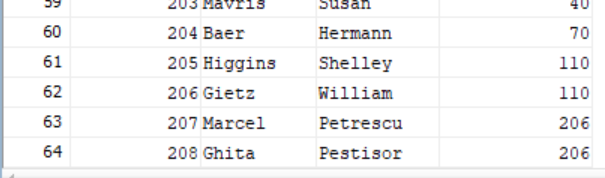 59 203 Mavris Susan 40
60 204 Baer Hermann 70
61 205 Higgins Shelley 110
62 206 Gietz William 110
63 207 Marcel Petrescu 206
64 208 Ghita Pestisor 206